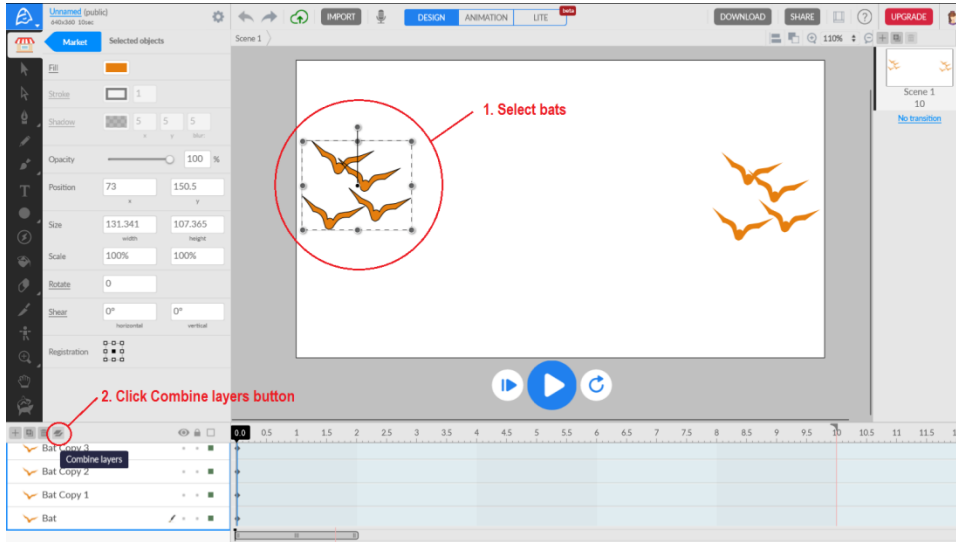 Unnamed (public)
640x360 10sec
IMPORT
DESIGN
ANIMATION
LITE
beta
DOWNLOAD
SHARE
?
UPGRADE
Market
Selected objects
Scene 1
110%
Fill
Stroke
1
Shadow
5
5
5
x
y
blur
Opacity
100 %
Position
73
150.5
x
y
Size
131.341
107.365
width
height
Scale
100%
100%
Rotate
0
Shear
0°
0°
horizontal
vertical
Registration
1. Select bats
Scene 1
10
No transition
2. Click Combine layers button
0.0 0.5 1 1.5 2 2.5 3 3.5 4 4.5 5 5.5 6 6.5 7 7.5 8 8.5 9 9.5 10 10.5 11 11.5
Bat Copy 3
Combine layers
Bat Copy 2
Bat Copy 1
Bat